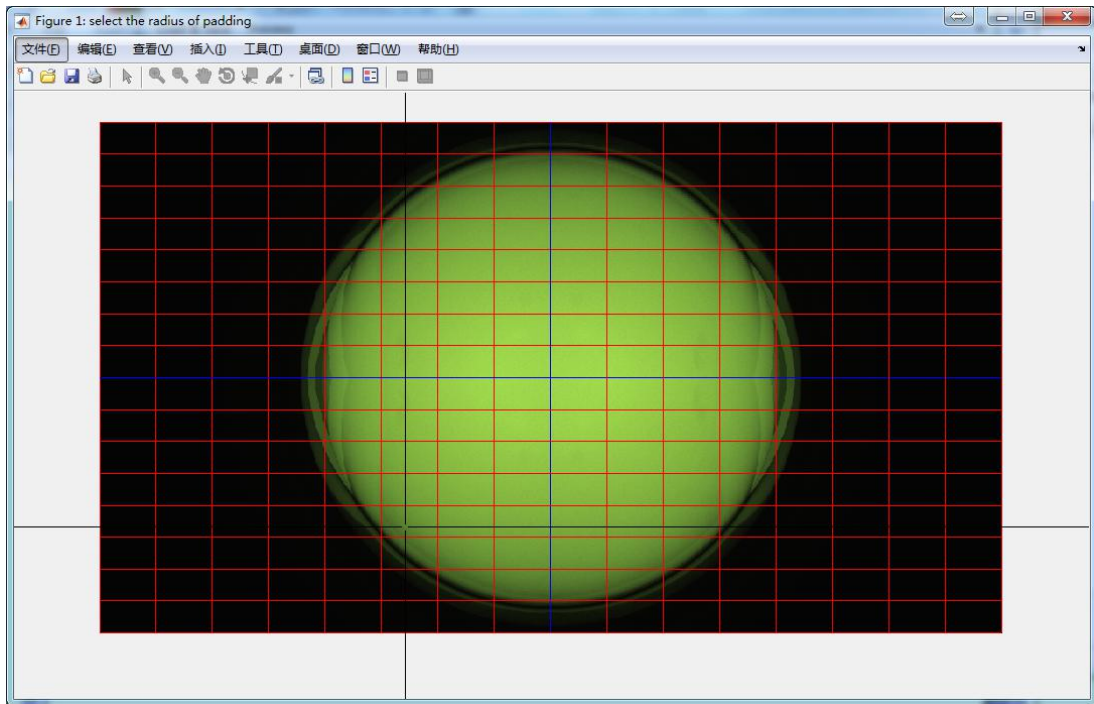 Figure 1: select the radius of padding
文件(F) 编辑(E) 查看(V) 插入(I) 工具(T) 桌面(D) 窗口(W) 帮助(H)